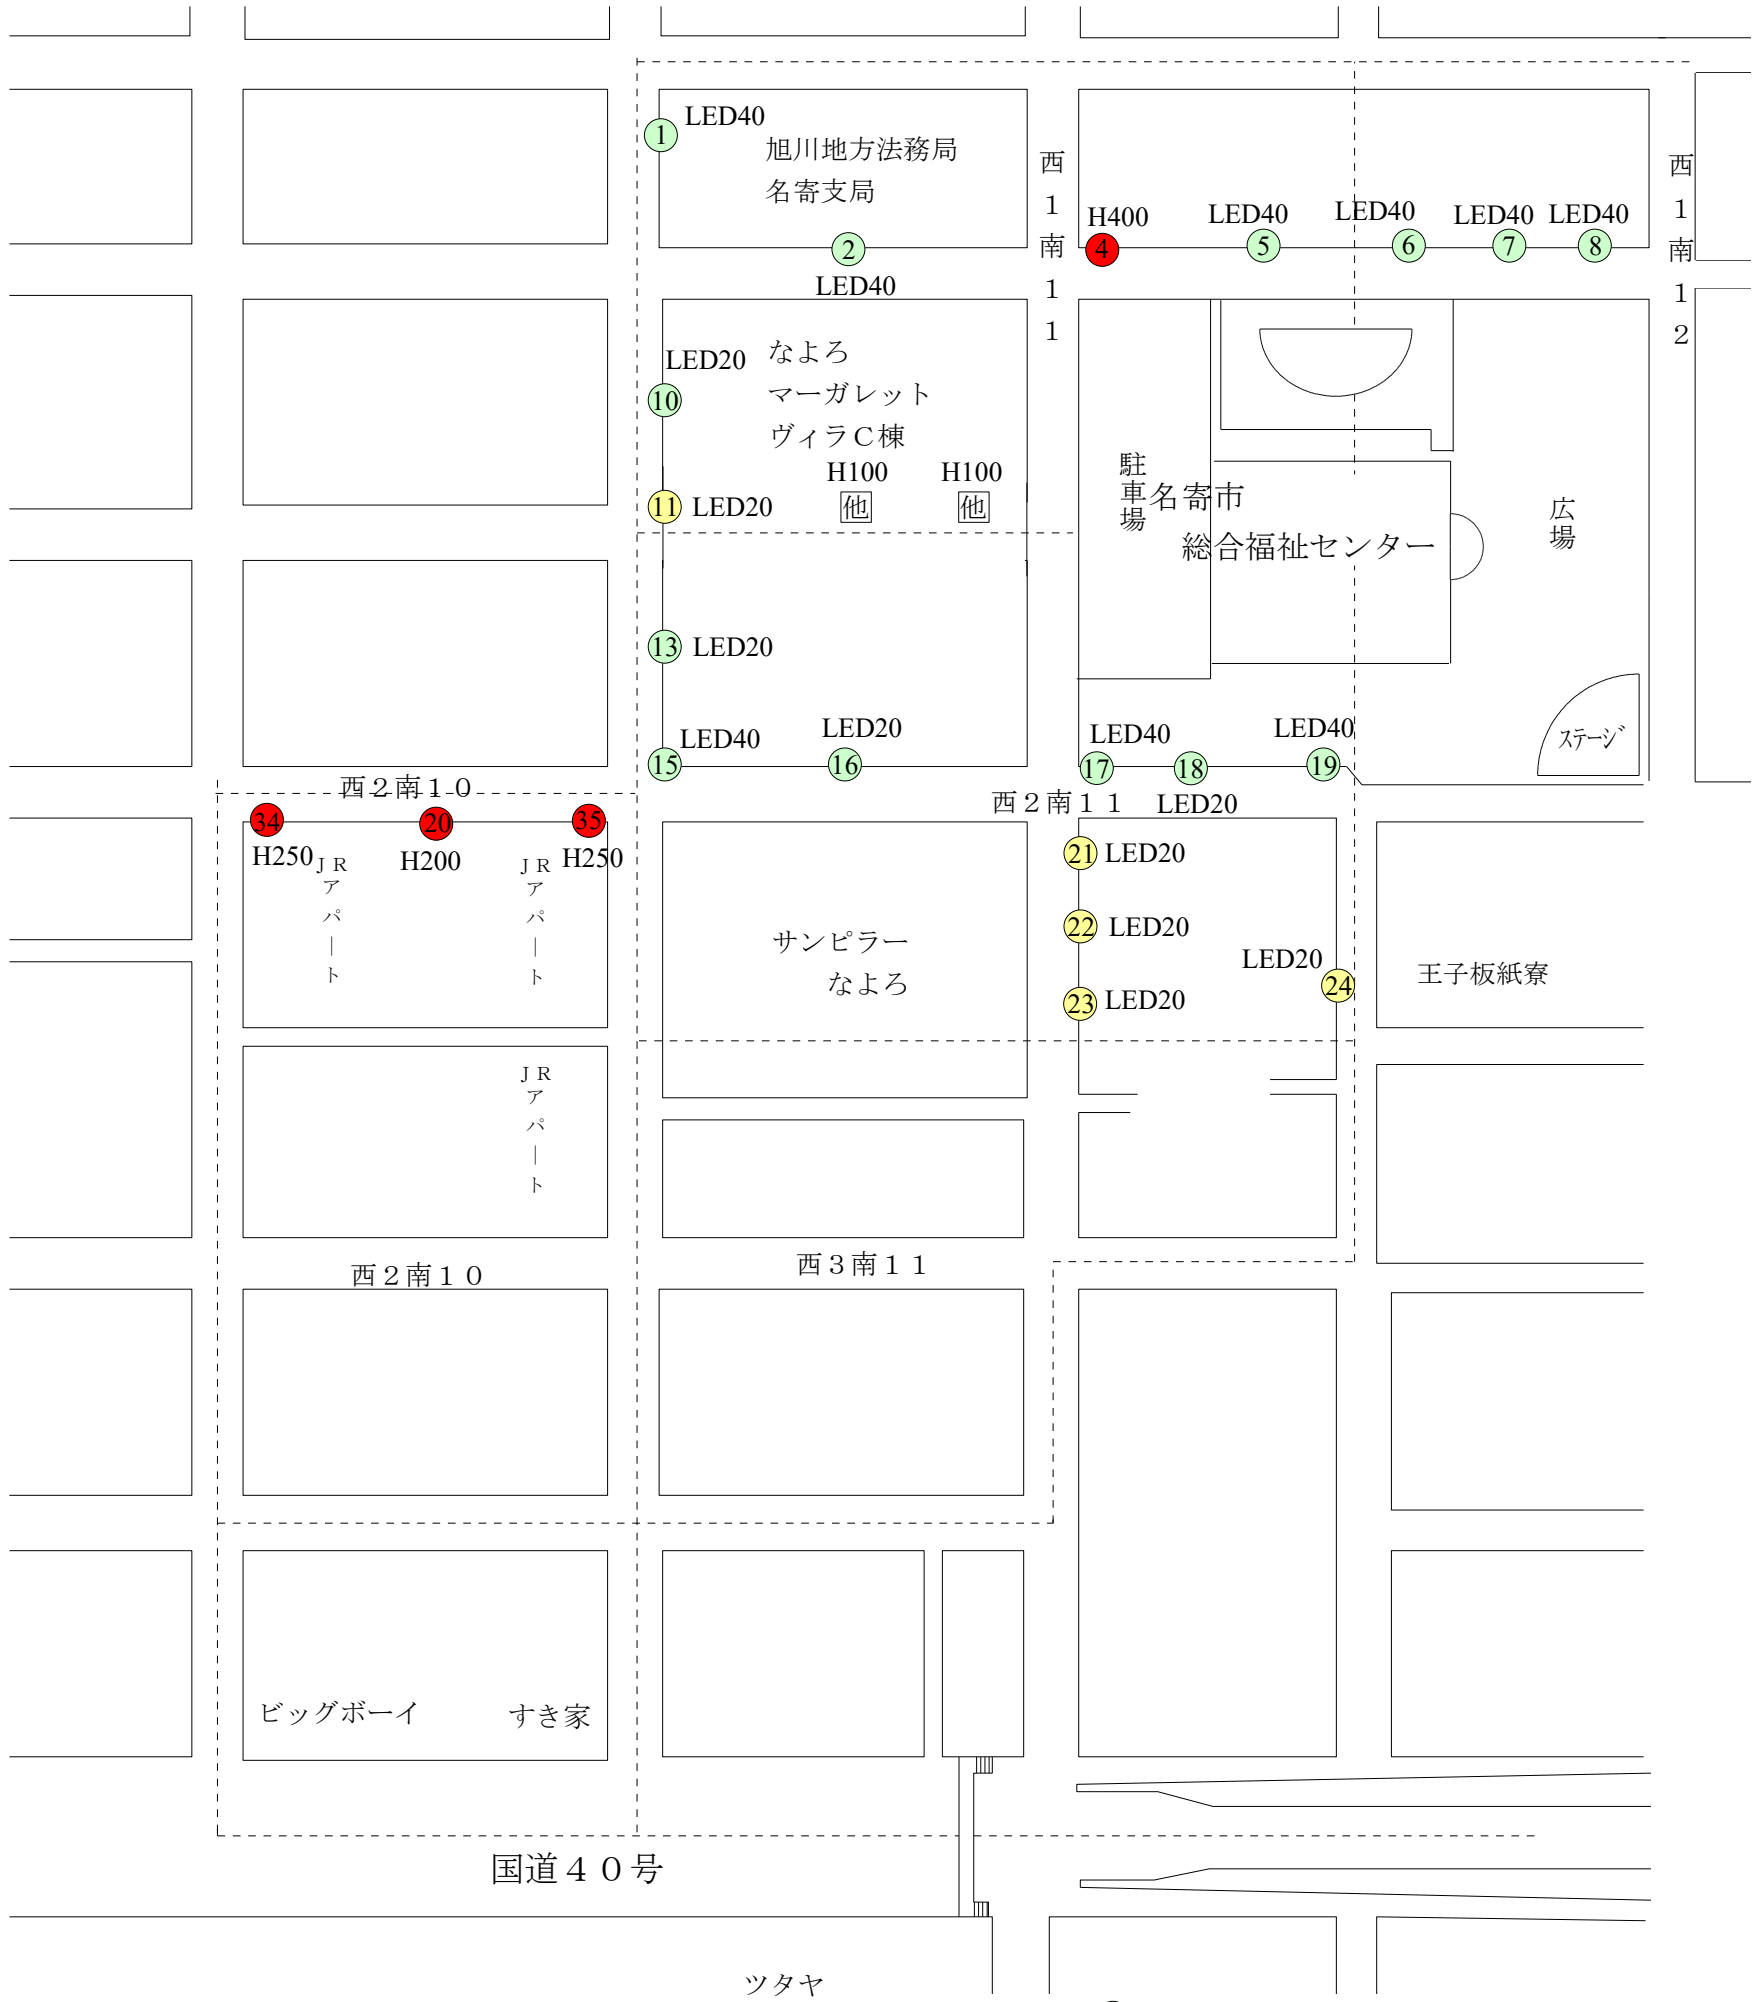 LED40
1
旭川地方法務局
名寄支局
2
LED40
西1南11
H400
4
LED40
5
LED40
6
LED40
7
LED40
8
西1南12
LED20
10
なよろ
マーガレット
ヴィラC棟
H100
他
H100
他
11
LED20
駐車場
名寄市
総合福祉センター
広場
13
LED20
LED40
15
LED20
16
LED40
17
18
LED20
LED40
19
ステージ
西2南10
西2南11
34
H250
20
H200
35
H250
JRアパート
JRアパート
サンピラー
なよろ
21
LED20
22
LED20
23
LED20
LED20
24
王子板紙寮
JRアパート
西2南10
西3南11
ビッグボーイ
すき家
国道40号
ツタヤ